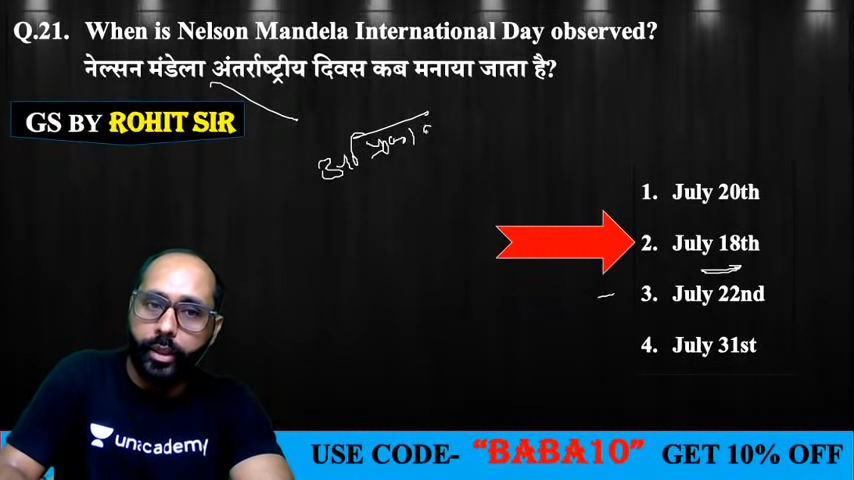 Q.21. When is Nelson Mandela International Day observed?
नेल्सन मंडेला अंतर्राष्ट्रीय दिवस कब मनाया जाता है?
GS BY ROHIT SIR
1. July 20th
2. July 18th
3. July 22nd
4. July 31st
unacademy
USE CODE- “BABA10” GET 10% OFF